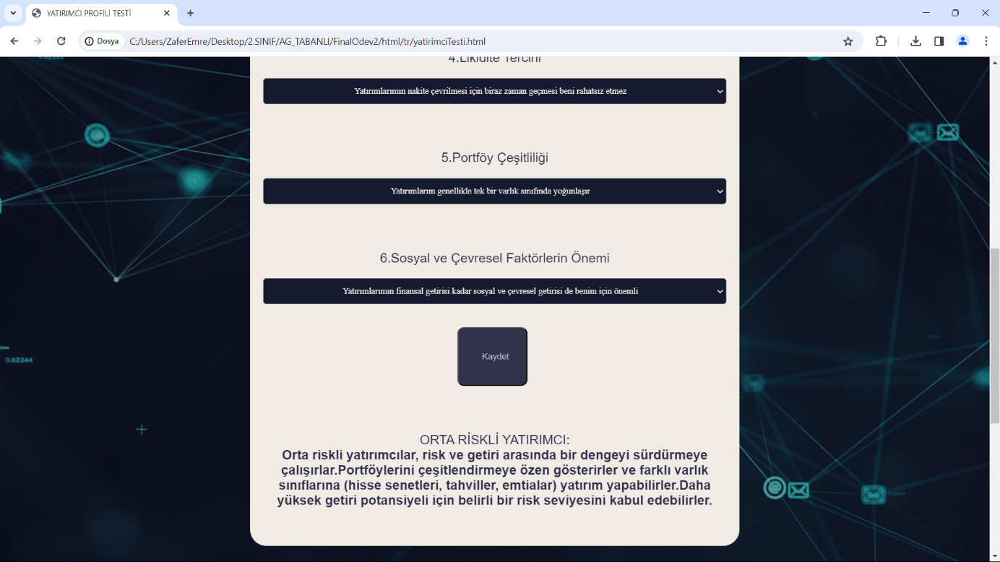 YATIRIMCI PROFİLİ TESTİ
Dosya
C:/Users/ZaferEmre/Desktop/2.SINIF/AG_TABANLI/FinalOdev2/html/tr/yatirimciTesti.html
4.Likidite Tercihi
Yatırımlarımın nakite çevrilmesi için biraz zaman geçmesi beni rahatsız etmez
5.Portföy Çeşitliliği
Yatırımlarım genellikle tek bir varlık sınıfında yoğunlaşır
6.Sosyal ve Çevresel Faktörlerin Önemi
Yatırımlarımın finansal getirisi kadar sosyal ve çevresel getirisi de benim için önemli
Kaydet
0.62344
ORTA RİSKLİ YATIRIMCI:
Orta riskli yatırımcılar, risk ve getiri arasında bir dengeyi sürdürmeye
çalışırlar.Portföylerini çeşitlendirmeye özen gösterirler ve farklı varlık
sınıflarına (hisse senetleri, tahviller, emtialar) yatırım yapabilirler.Daha
yüksek getiri potansiyeli için belirli bir risk seviyesini kabul edebilirler.